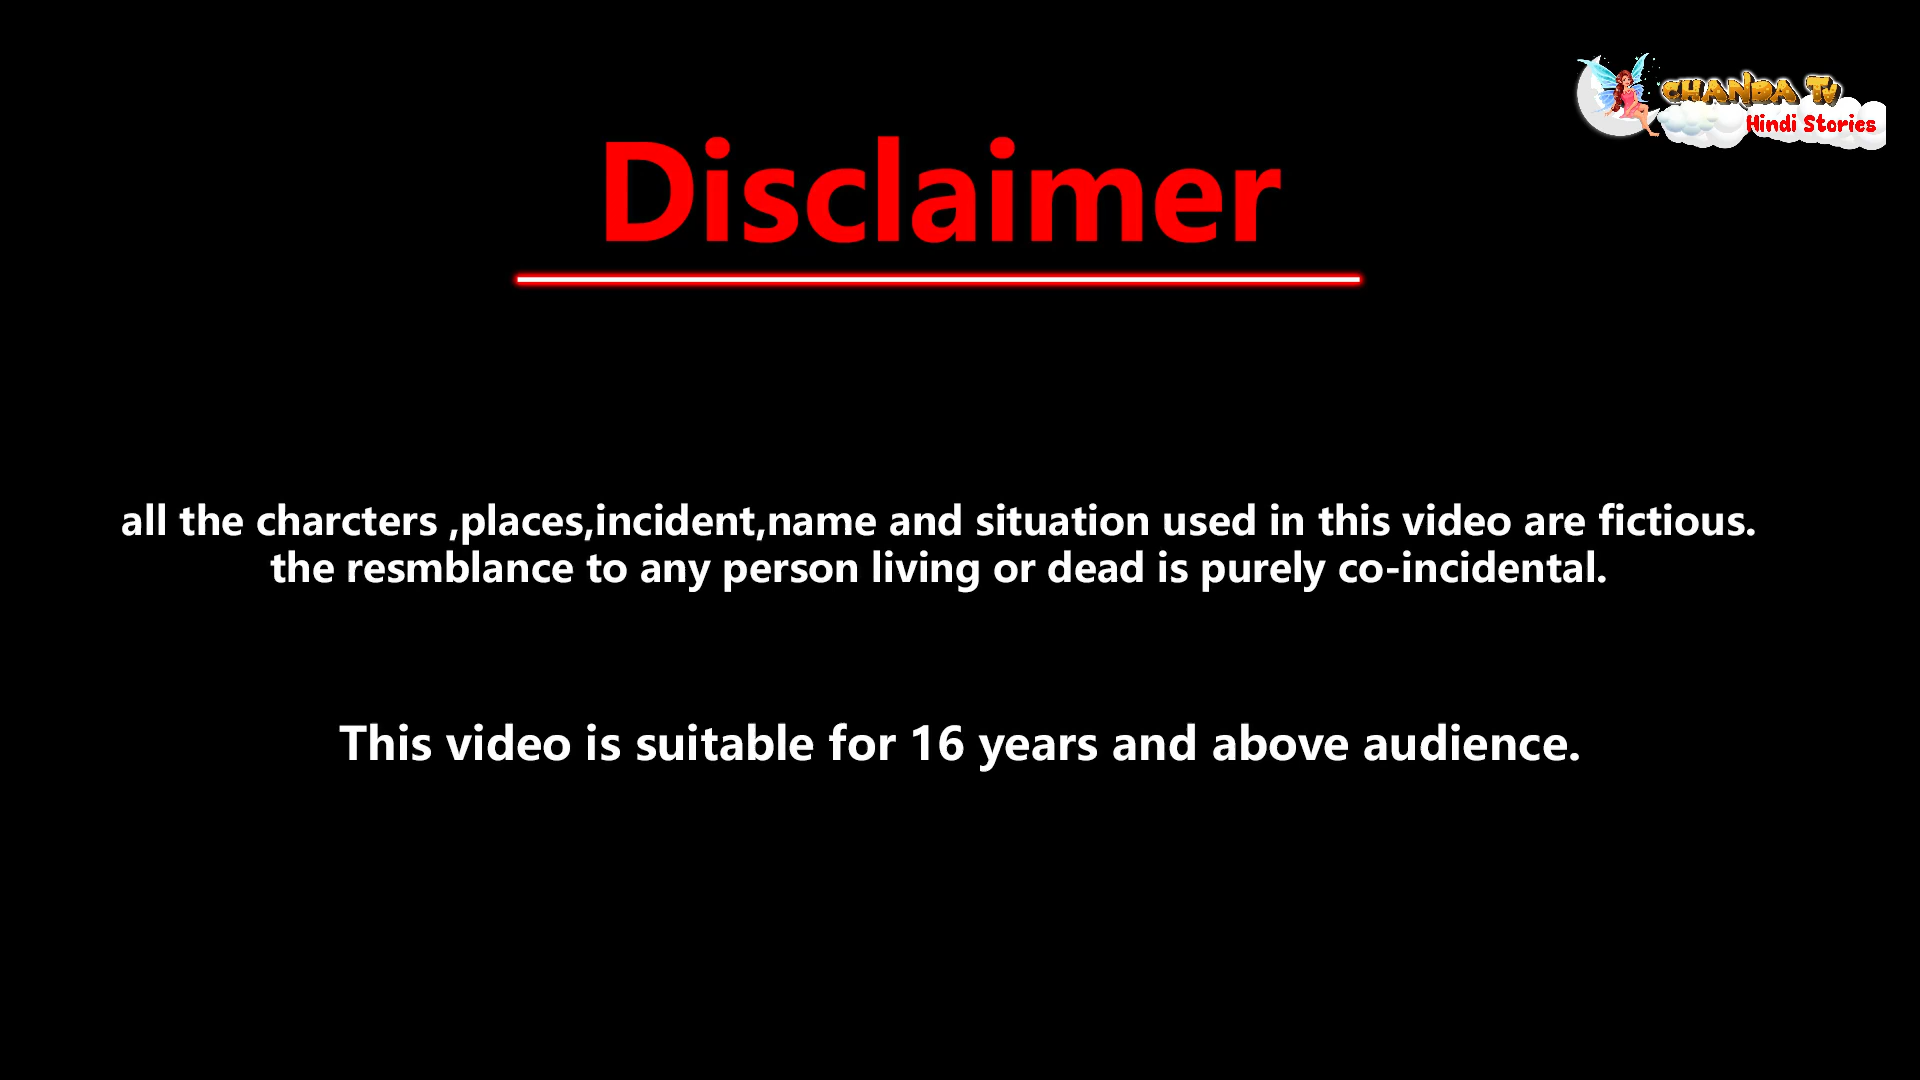 CHANDA TV
Hindi Stories
Disclaimer
all the charcters ,places,incident,name and situation used in this video are fictious.
the resmblance to any person living or dead is purely co-incidental.
This video is suitable for 16 years and above audience.